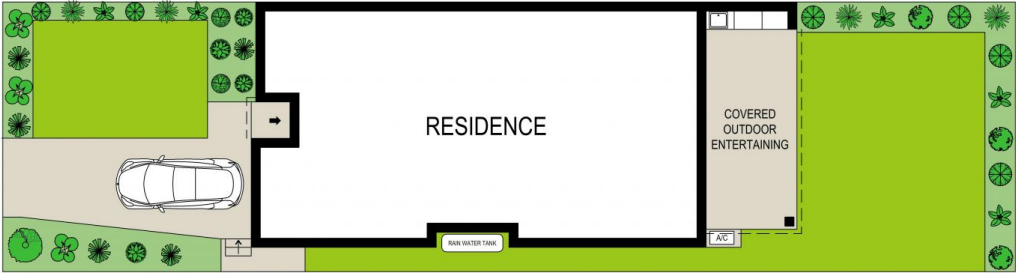 RESIDENCE
COVERED
OUTDOOR
ENTERTAINING
RAIN WATER TANK
A/C